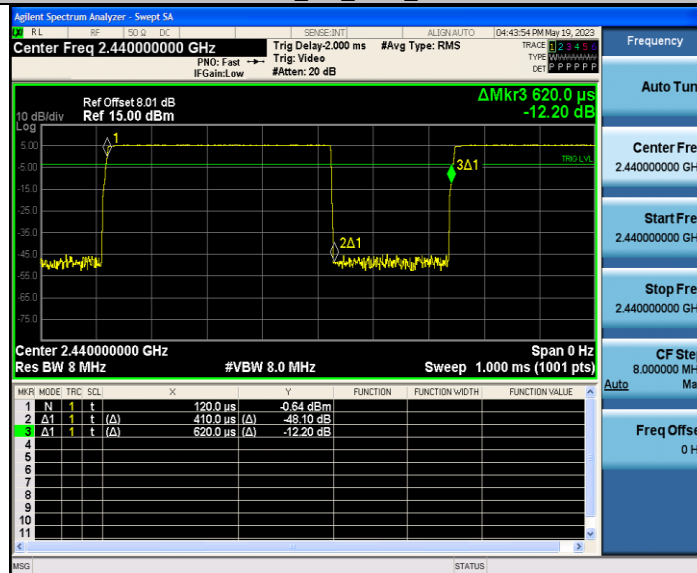 Agilent Spectrum Analyzer - Swept SA
RL RF 50 Ω DC SENSE:INT ALIGN AUTO 04:43:54 PM May 19, 2023
Center Freq 2.440000000 GHz
PNO: Fast
IFGain:Low
Trig Delay-2.000 ms
Trig: Video
#Atten: 20 dB
#Avg Type: RMS
TRACE 1 2 3 4 5 6
TYPE
DET P P P P P P
Frequency
Auto Tun
Ref Offset 8.01 dB
10 dB/div Ref 15.00 dBm
Log
ΔMkr3 620.0 µs
-12.20 dB
5.00
-5.00
-15.0
-25.0
-35.0
-45.0
-55.0
-65.0
-75.0
1
2Δ1
3Δ1
TRIG LVL
Center Fre
2.440000000 GH
Start Fre
2.440000000 GH
Stop Fre
2.440000000 GH
CF Step
8.000000 MH
Auto Ma
Freq Offse
0 H
Center 2.440000000 GHz Span 0 Hz
Res BW 8 MHz #VBW 8.0 MHz Sweep 1.000 ms (1001 pts)
MKR MODE TRC SCL X Y FUNCTION FUNCTION WIDTH FUNCTION VALUE
1 N 1 t 120.0 µs -0.64 dBm
2 Δ1 1 t (Δ) 410.0 µs (Δ) -48.10 dB
3 Δ1 1 t (Δ) 620.0 µs (Δ) -12.20 dB
4
5
6
7
8
9
10
11
MSG STATUS